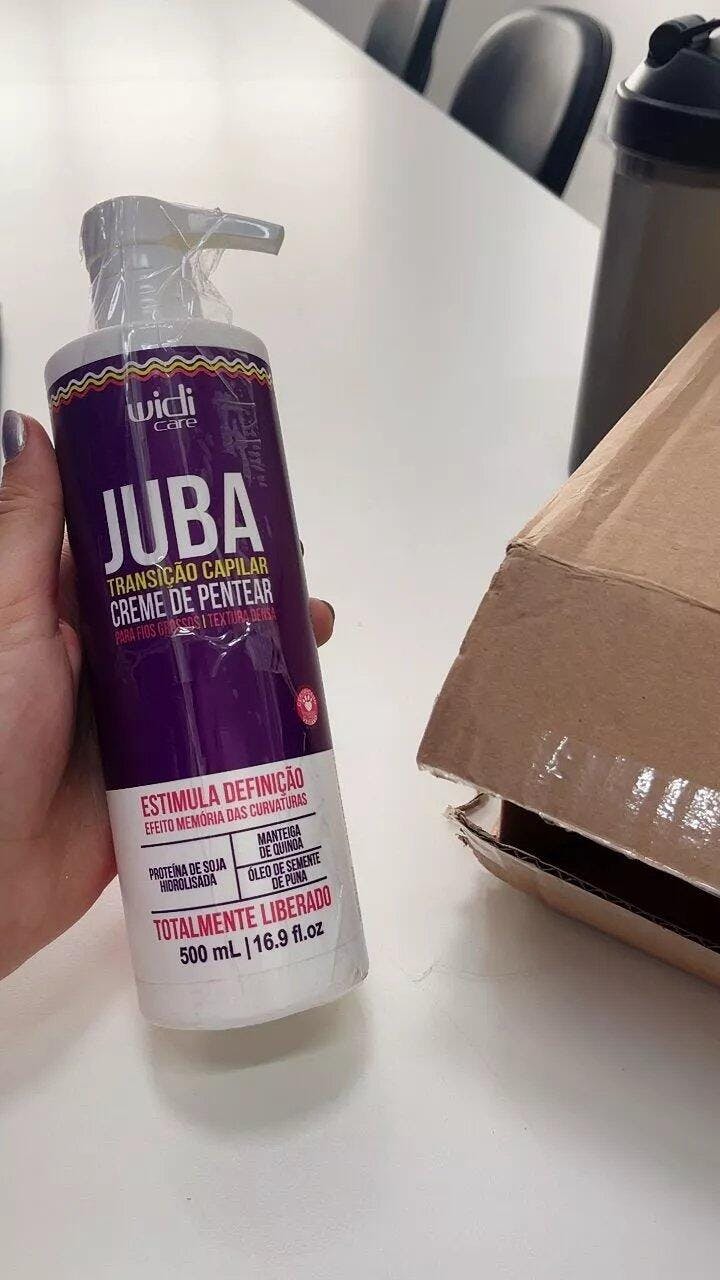 widi
care
JUBA
TRANSIÇÃO CAPILAR
CREME DE PENTEAR
PARA FIOS GROSSOS | TEXTURA DENSA
ESTIMULA DEFINIÇÃO
EFEITO MEMÓRIA DAS CURVATURAS
PROTEÍNA DE SOJA
HIDROLISADA
MANTEIGA
DE QUINOA
ÓLEO DE SEMENTE
DE PUNA
TOTALMENTE LIBERADO
500 mL | 16.9 fl.oz